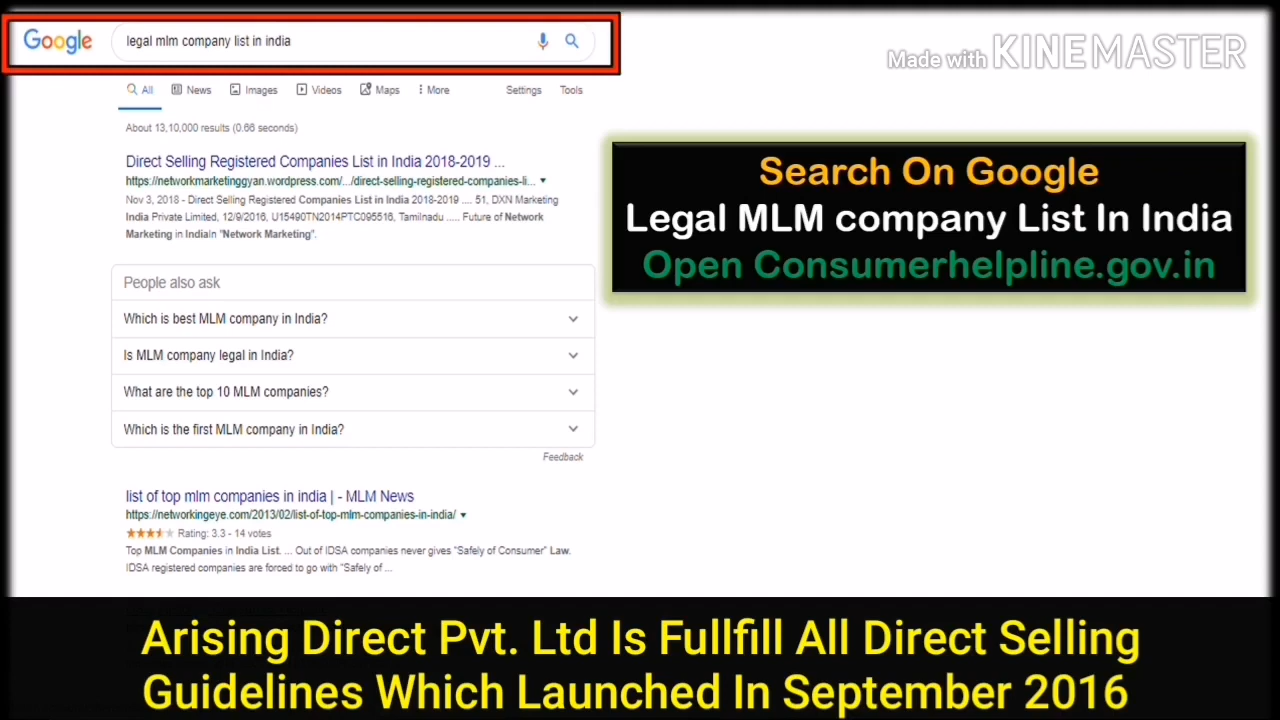 Google
legal mlm company list in india
Made with KINEMASTER
All News Images Videos Maps More Settings Tools
About 13,10,000 results (0.66 seconds)
Direct Selling Registered Companies List in India 2018-2019 ...
https://networkmarketinggyan.wordpress.com/.../direct-selling-registered-companies-li...
Nov 3, 2018 - Direct Selling Registered Companies List in India 2018-2019 .... 51, DXN Marketing
India Private Limited, 12/9/2016, U15490TN2014PTC095516, Tamilnadu ..... Future of Network
Marketing in IndiaIn "Network Marketing".
Search On Google
Legal MLM company List In India
Open Consumerhelpline.gov.in
People also ask
Which is best MLM company in India?
Is MLM company legal in India?
What are the top 10 MLM companies?
Which is the first MLM company in India?
Feedback
list of top mlm companies in india | - MLM News
https://networkingeye.com/2013/02/list-of-top-mlm-companies-in-india/
Rating: 3.3 - 14 votes
Top MLM Companies in India List. ... Out of IDSA companies never gives "Safely of Consumer" Law.
IDSA registered companies are forced to go with "Safely of ...
Arising Direct Pvt. Ltd Is Fullfill All Direct Selling
Guidelines Which Launched In September 2016